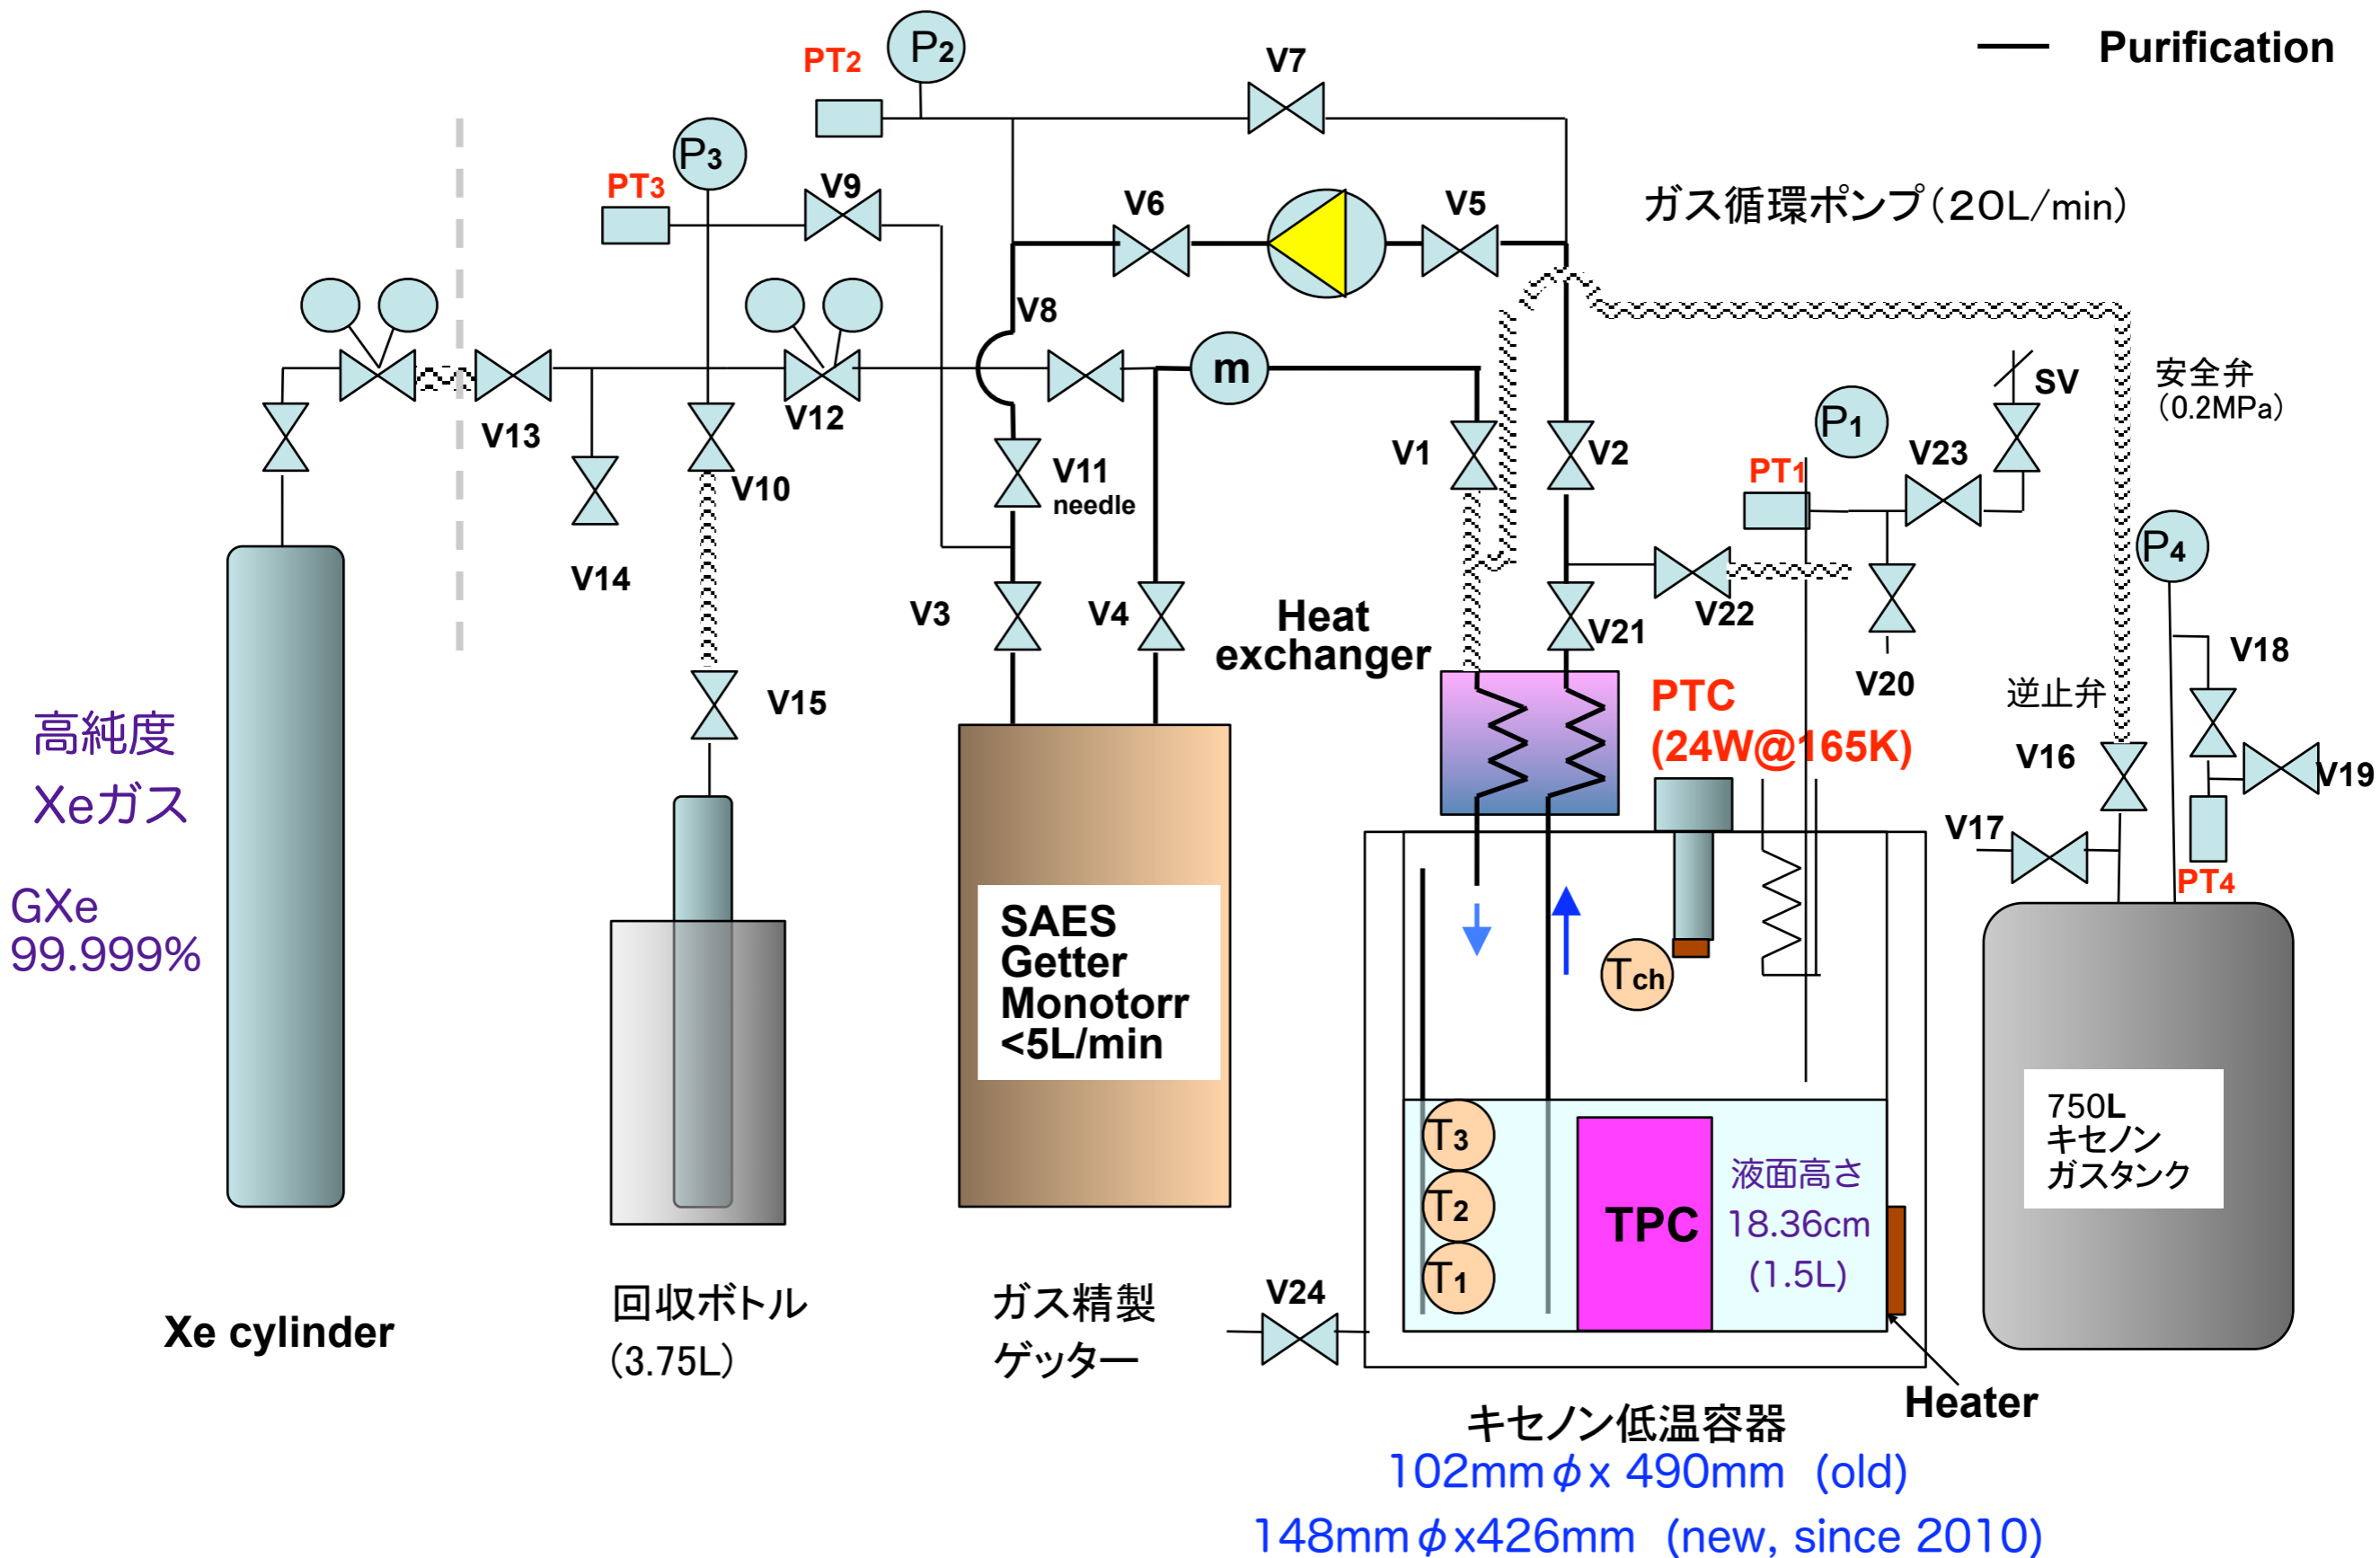 Purification
PT2
P2
V7
P3
PT3
V9
V6
V5
ガス循環ポンプ(20L/min)
V8
m
SV
安全弁
(0.2MPa)
V13
V12
V10
V11
needle
V1
V2
P1
V23
PT1
P4
V14
V3
V4
Heat
exchanger
V21
V22
V20
V18
高純度
Xeガス
GXe
99.999%
V15
PTC
(24W@165K)
逆止弁
V16
V19
V17
PT4
SAES
Getter
Monotorr
<5L/min
Tch
T3
T2
T1
TPC
液面高さ
18.36cm
(1.5L)
750L
キセノン
ガスタンク
Xe cylinder
回収ボトル
(3.75L)
ガス精製
ゲッター
V24
Heater
キセノン低温容器
102mmφx 490mm (old)
148mmφx426mm (new, since 2010)